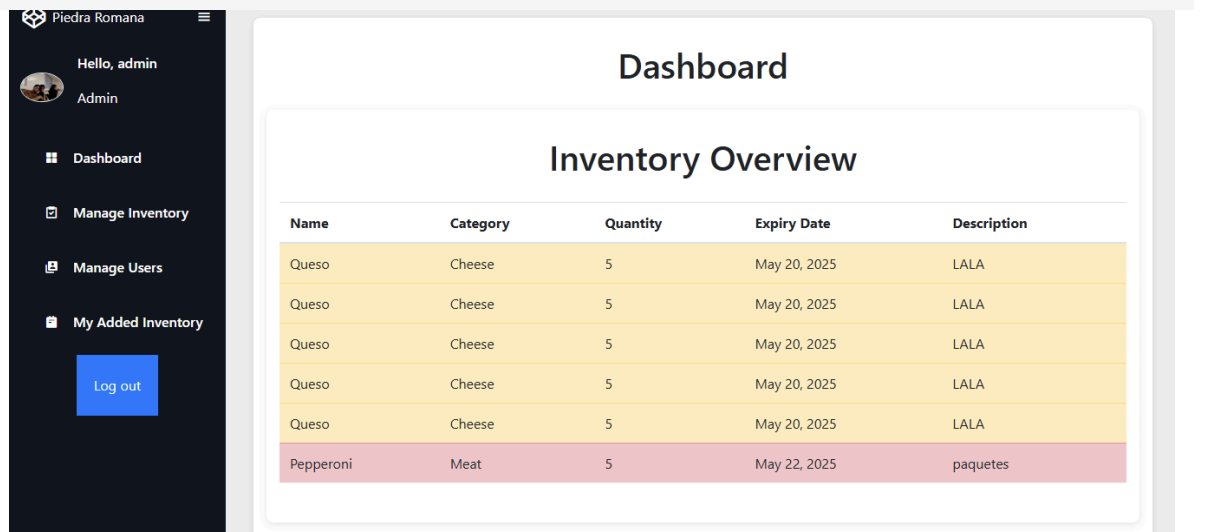 Piedra Romana
Hello, admin
Admin
Dashboard
Manage Inventory
Manage Users
My Added Inventory
Log out
Dashboard
Inventory Overview
Name Category Quantity Expiry Date Description
Queso Cheese 5 May 20, 2025 LALA
Queso Cheese 5 May 20, 2025 LALA
Queso Cheese 5 May 20, 2025 LALA
Queso Cheese 5 May 20, 2025 LALA
Queso Cheese 5 May 20, 2025 LALA
Pepperoni Meat 5 May 22, 2025 paquetes